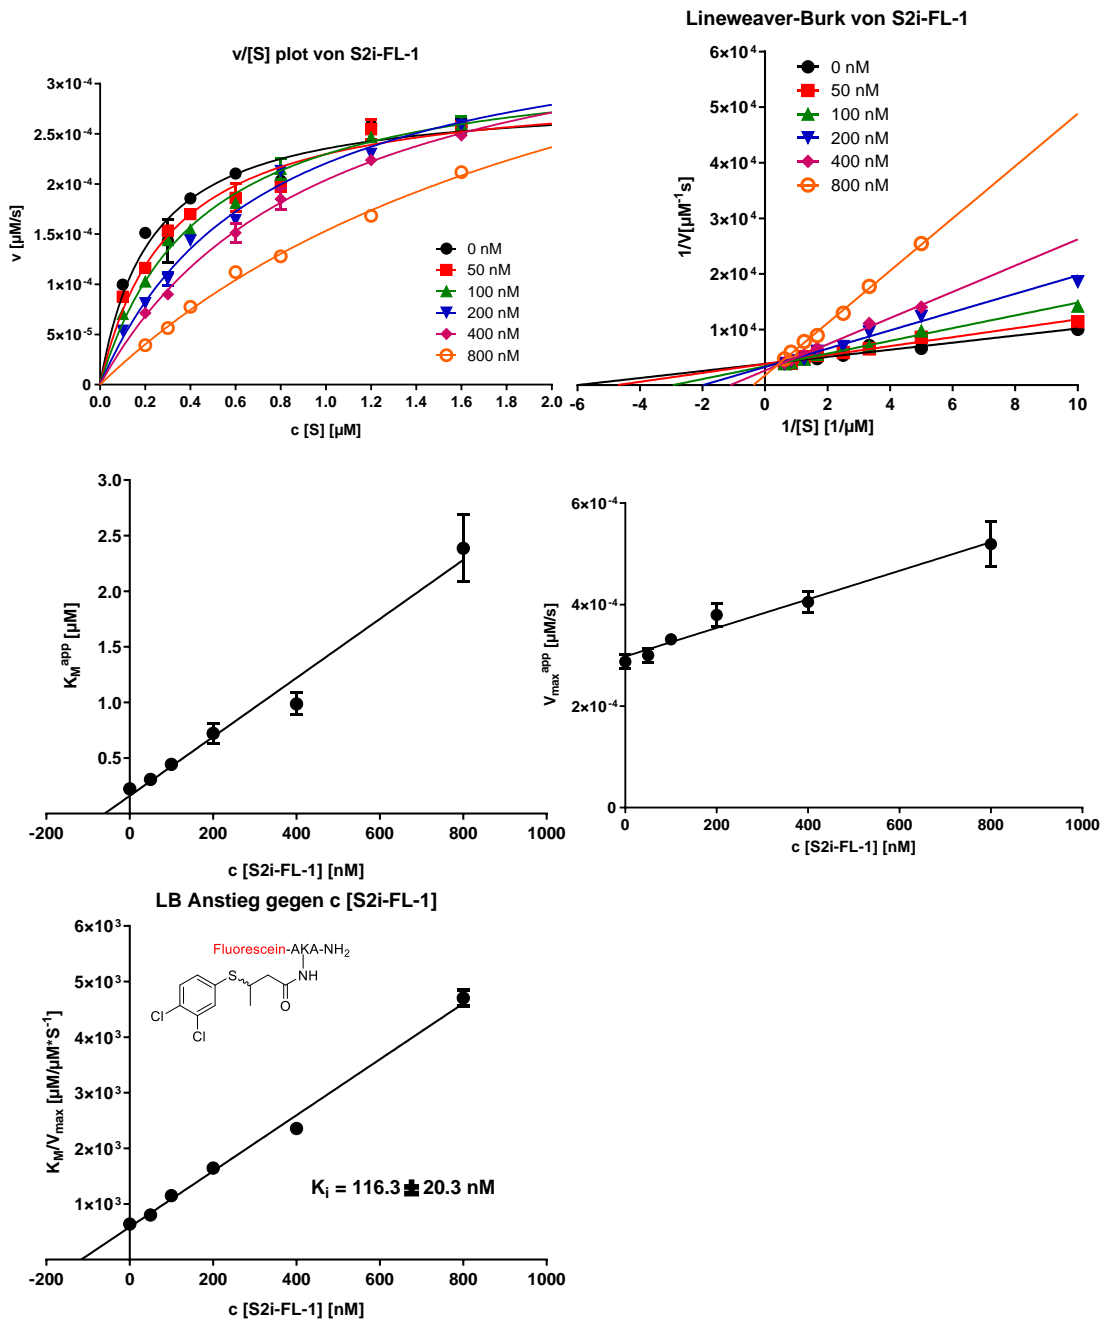 v/[S] plot von S2i-FL-1
3×10⁻⁴
2.5×10⁻⁴
2×10⁻⁴
1.5×10⁻⁴
1×10⁻⁴
5×10⁻⁵
0
v [µM/s]
0.0 0.2 0.4 0.6 0.8 1.0 1.2 1.4 1.6 1.8 2.0
c [S] [µM]
0 nM
50 nM
100 nM
200 nM
400 nM
800 nM
Lineweaver-Burk von S2i-FL-1
6×10⁴
5×10⁴
4×10⁴
3×10⁴
2×10⁴
1×10⁴
1/V[µM⁻¹s]
-6 -4 -2 0 2 4 6 8 10
1/[S] [1/µM]
0 nM
50 nM
100 nM
200 nM
400 nM
800 nM
3.0
2.5
2.0
1.5
1.0
0.5
K_M^app [µM]
-200 0 200 400 600 800 1000
c [S2i-FL-1] [nM]
6×10⁻⁴
4×10⁻⁴
2×10⁻⁴
0
V_max^app [µM/s]
0 200 400 600 800 1000
c [S2i-FL-1] [nM]
LB Anstieg gegen c [S2i-FL-1]
6×10³
5×10³
4×10³
3×10³
2×10³
1×10³
K_M/V_max [µM/µM*S⁻¹]
Fluorescein-AKA-NH₂
S
NH
O
Cl
Cl
K_i = 116.3 ± 20.3 nM
-200 0 200 400 600 800 1000
c [S2i-FL-1] [nM]